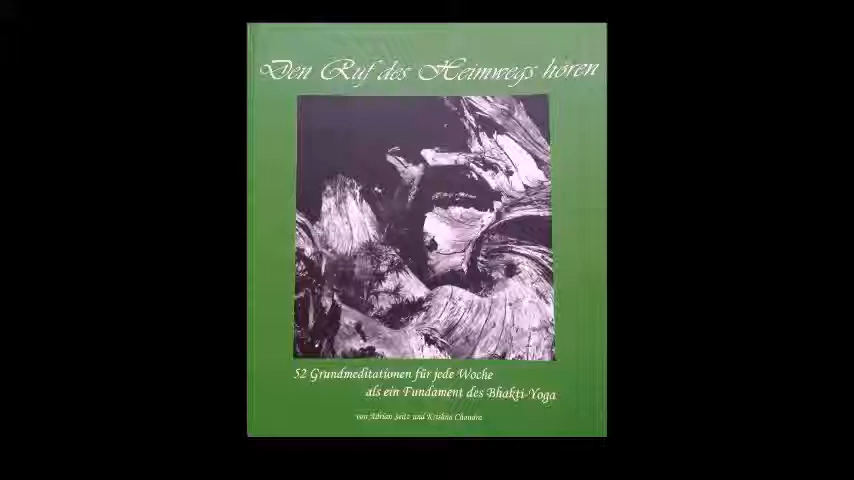 Den Ruf des Heimwegs hören
52 Grundmeditationen für jede Woche
als ein Fundament des Bhakti-Yoga
von Adrian Seitz und Krishna Chandra